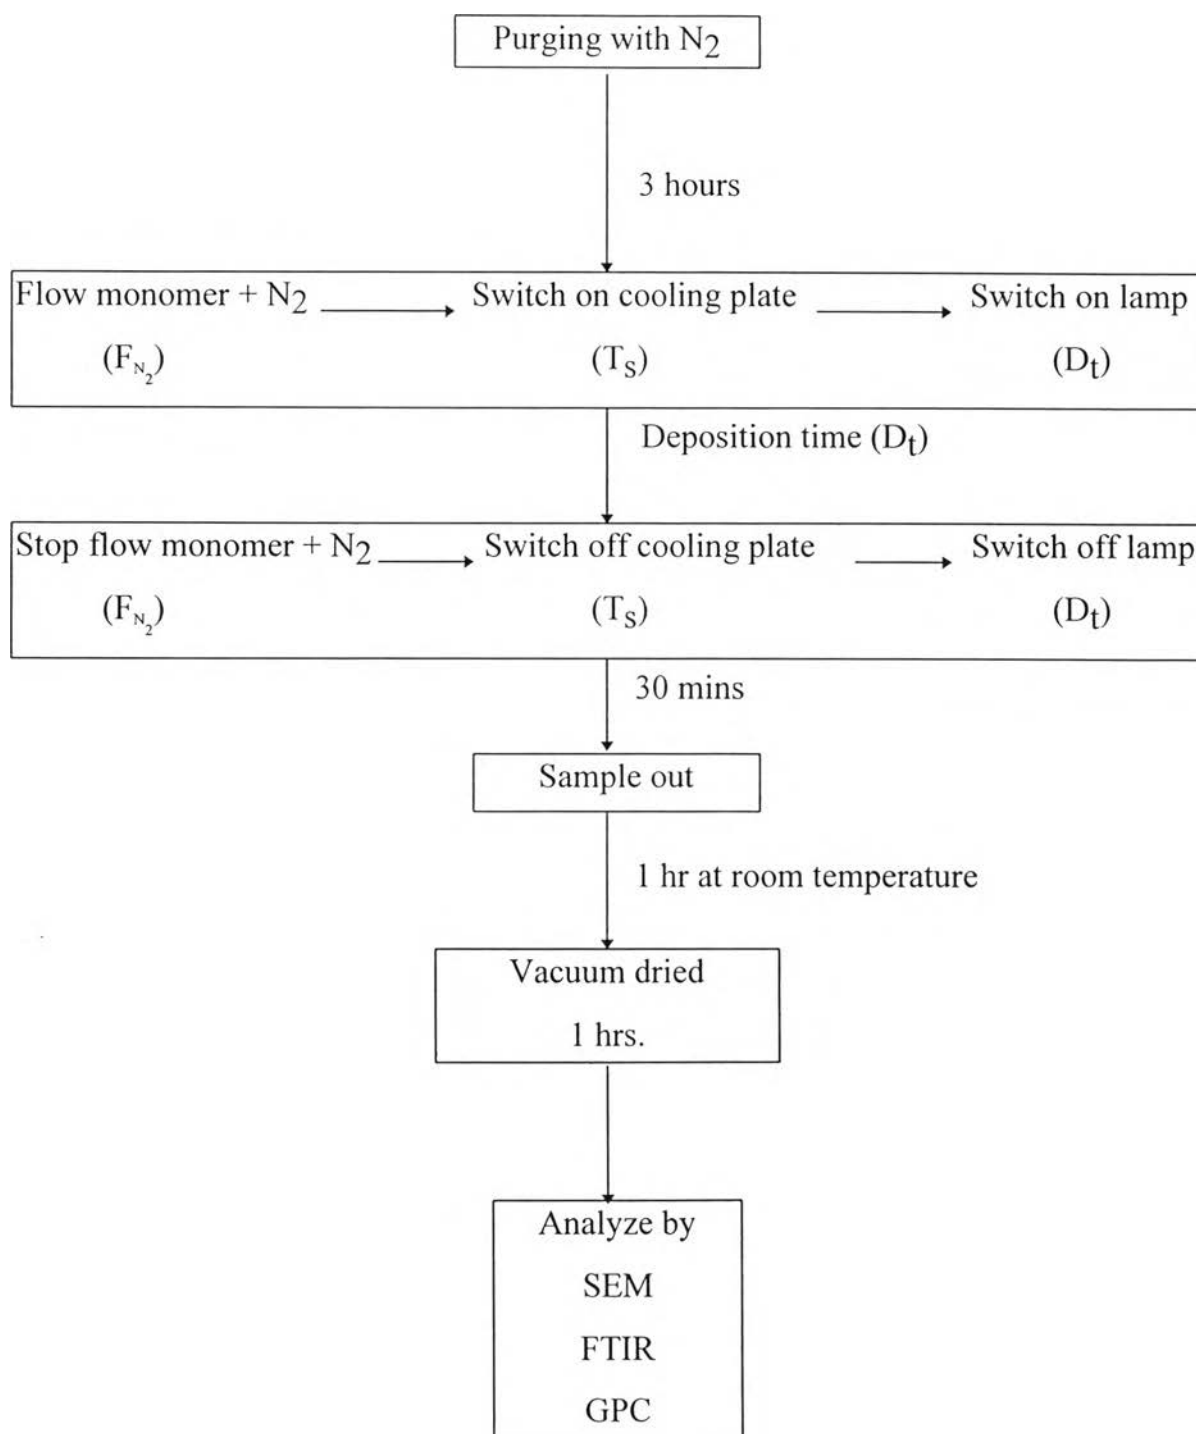 Purging with N2
3 hours
Flow monomer + N2 Switch on cooling plate Switch on lamp
(FN2) (Ts) (Dt)
Deposition time (Dt)
Stop flow monomer + N2 Switch off cooling plate Switch off lamp
(FN2) (Ts) (Dt)
30 mins
Sample out
1 hr at room temperature
Vacuum dried
1 hrs.
Analyze by
SEM
FTIR
GPC